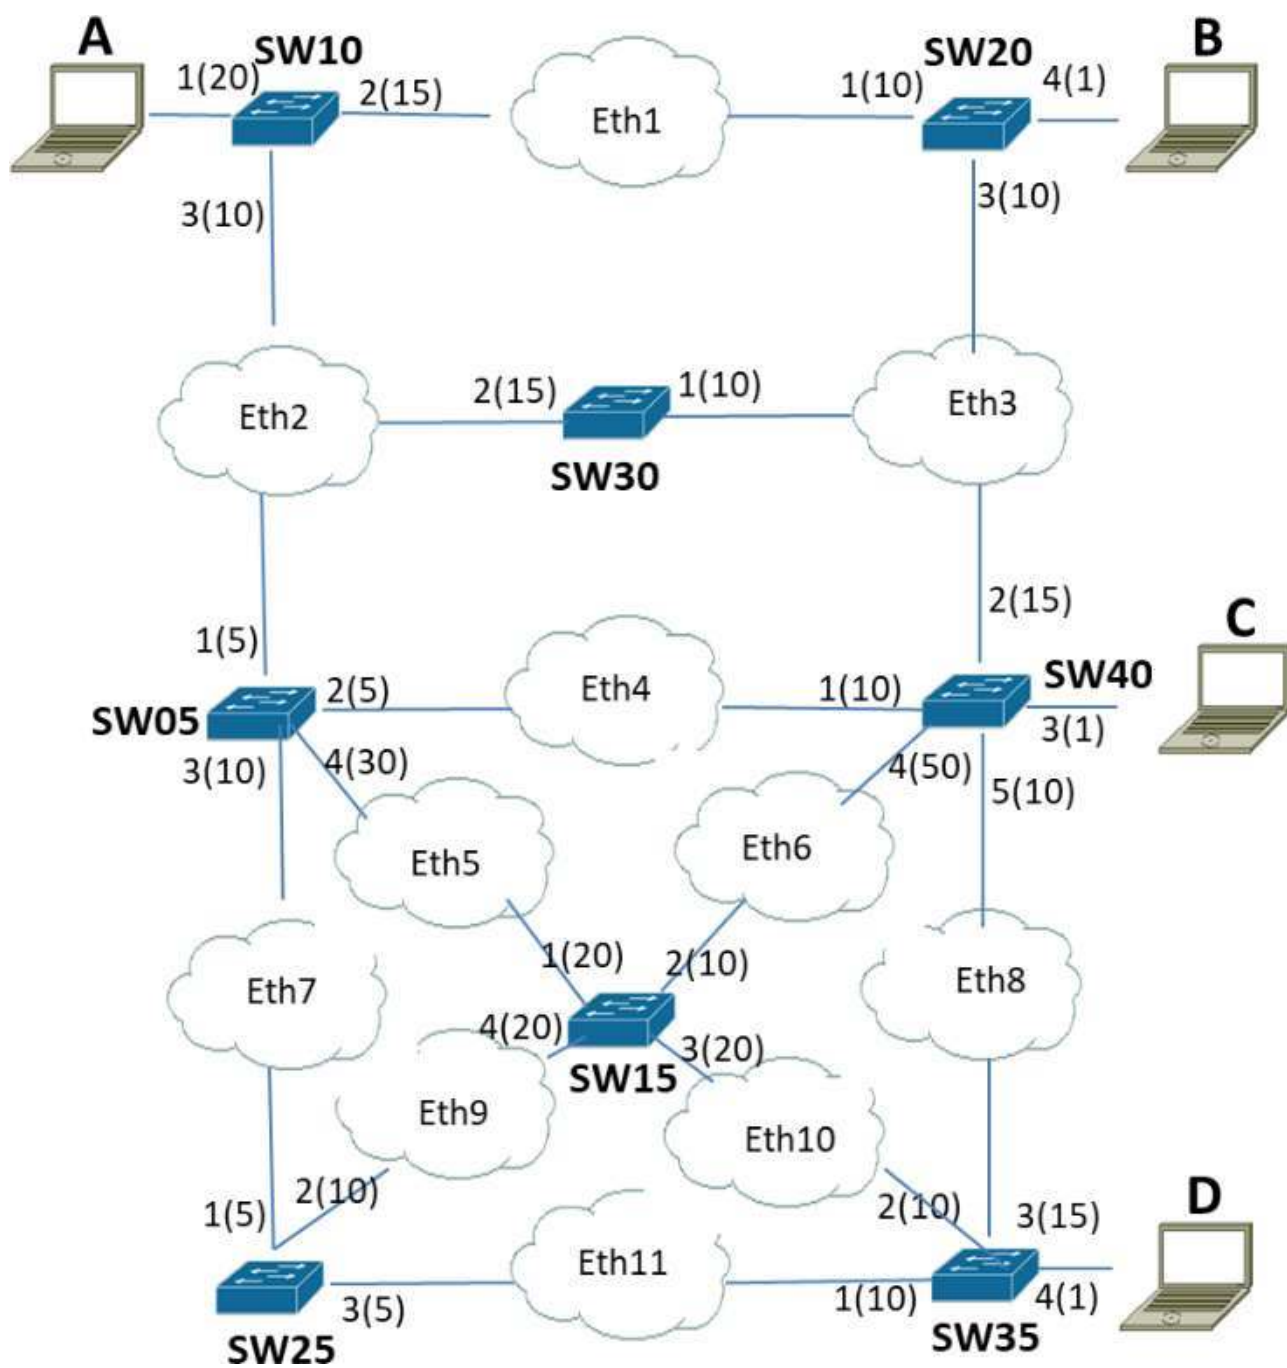 A
SW10
1(20)
2(15)
Eth1
SW20
1(10)
4(1)
B
3(10)
3(10)
Eth2
2(15)
1(10)
SW30
Eth3
1(5)
2(15)
C
SW05
2(5)
Eth4
1(10)
SW40
3(1)
3(10)
4(30)
4(50)
5(10)
Eth5
Eth6
1(20)
2(10)
Eth7
Eth8
4(20)
3(20)
SW15
Eth9
Eth10
1(5)
2(10)
2(10)
3(15)
D
Eth11
3(5)
1(10)
4(1)
SW25
SW35